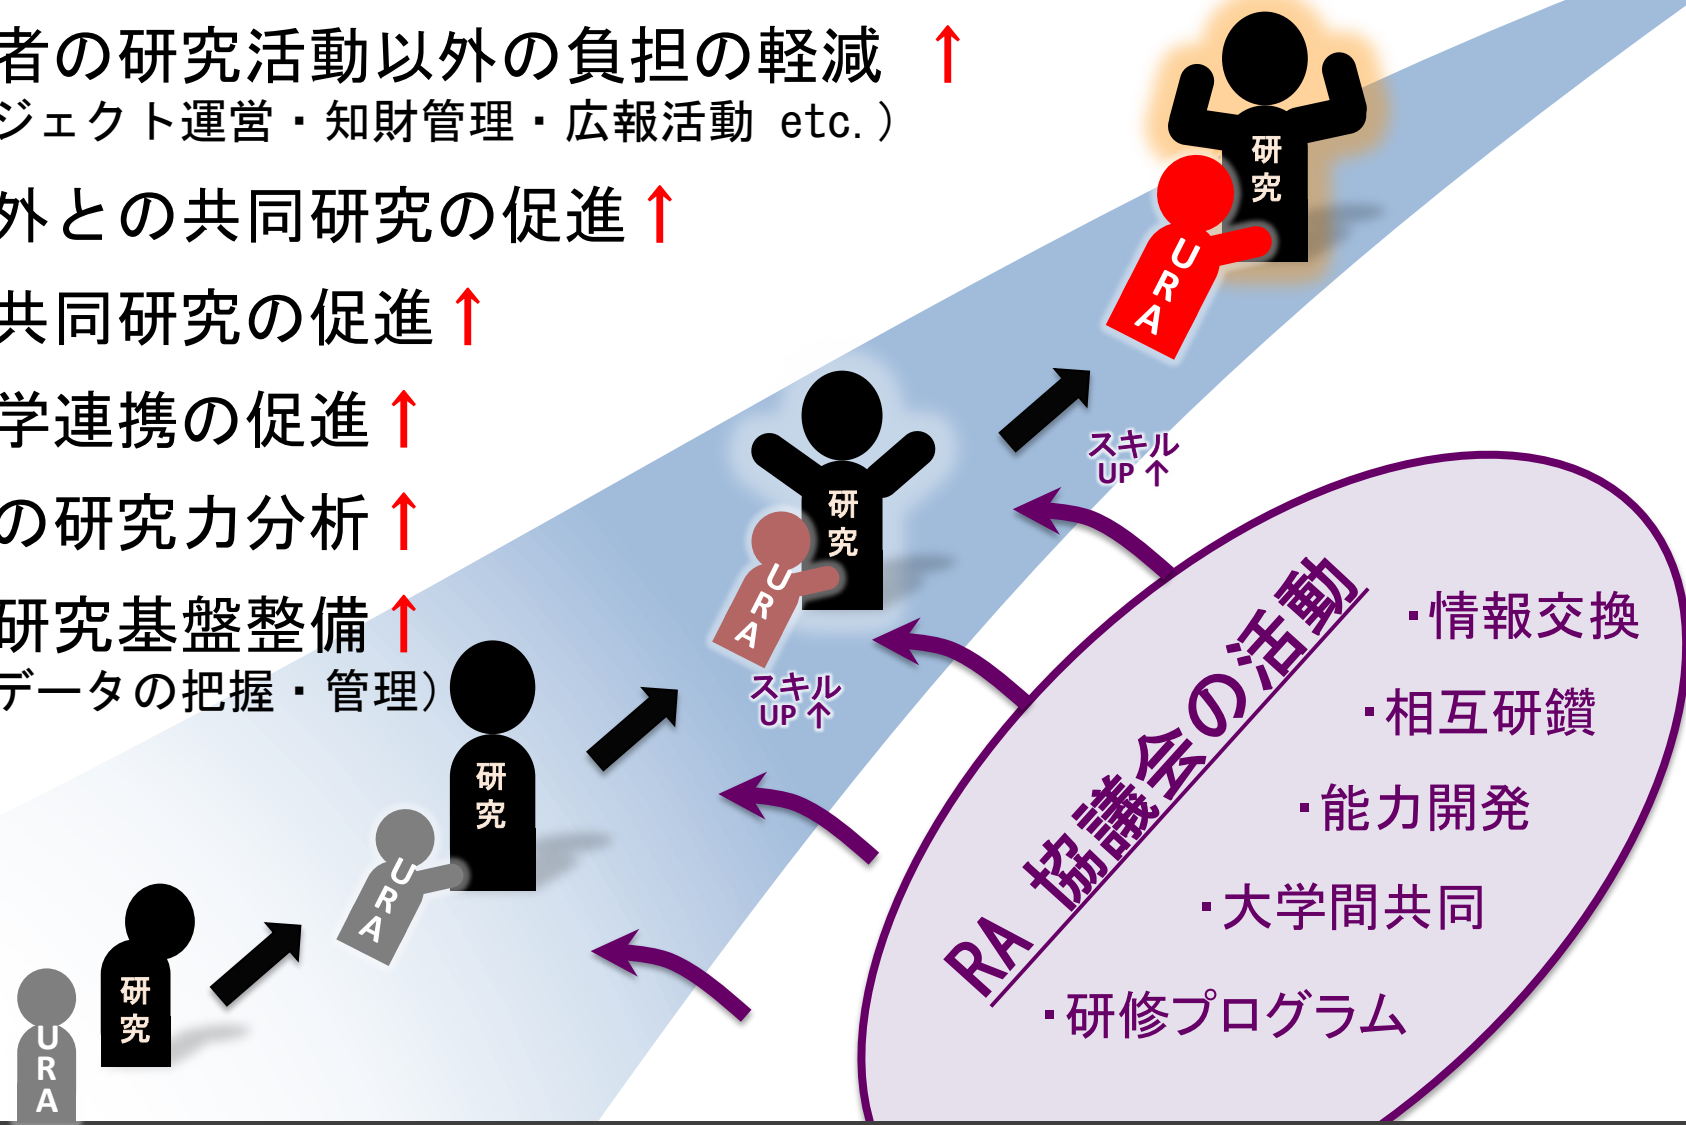 者の研究活動以外の負担の軽減 ↑
ジェクト運営・知財管理・広報活動 etc.）
外との共同研究の促進↑
共同研究の促進↑
学連携の促進↑
の研究力分析↑
研究基盤整備↑
データの把握・管理）
研究
URA
研究
URA
スキル
UP↑
研究
URA
スキル
UP↑
研究
URA
研究
URA
RA 協議会の活動
・情報交換
・相互研鑽
・能力開発
・大学間共同
・研修プログラム